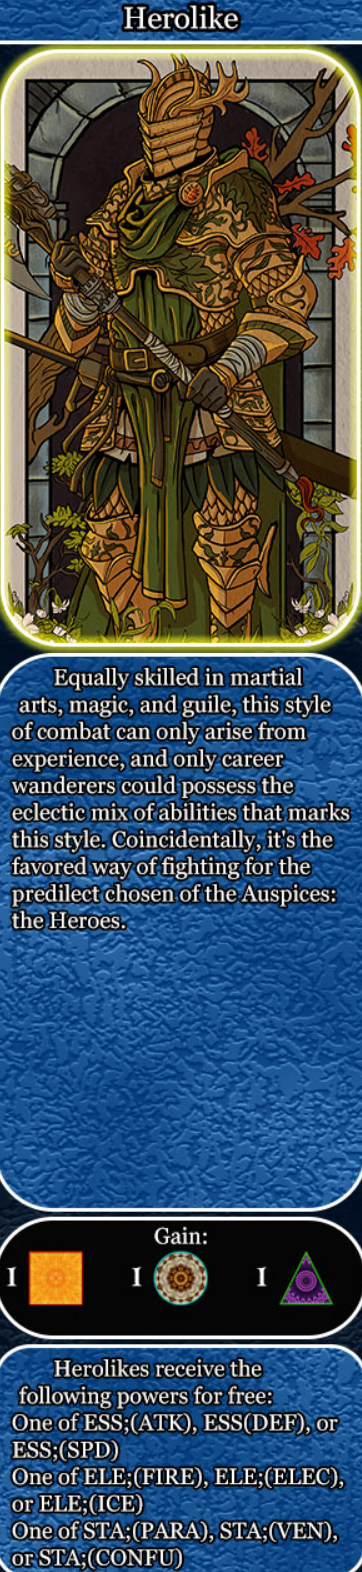 Herolike
Equally skilled in martial
arts, magic, and guile, this style
of combat can only arise from
experience, and only career
wanderers could possess the
eclectic mix of abilities that marks
this style. Coincidentally, it's the
favored way of fighting for the
predilect chosen of the Auspices:
the Heroes.
Gain:
1 1 1
Herolikes receive the
following powers for free:
One of ESS;(ATK), ESS(DEF), or
ESS;(SPD)
One of ELE;(FIRE), ELE;(ELEC),
or ELE;(ICE)
One of STA;(PARA), STA;(VEN),
or STA;(CONFU)